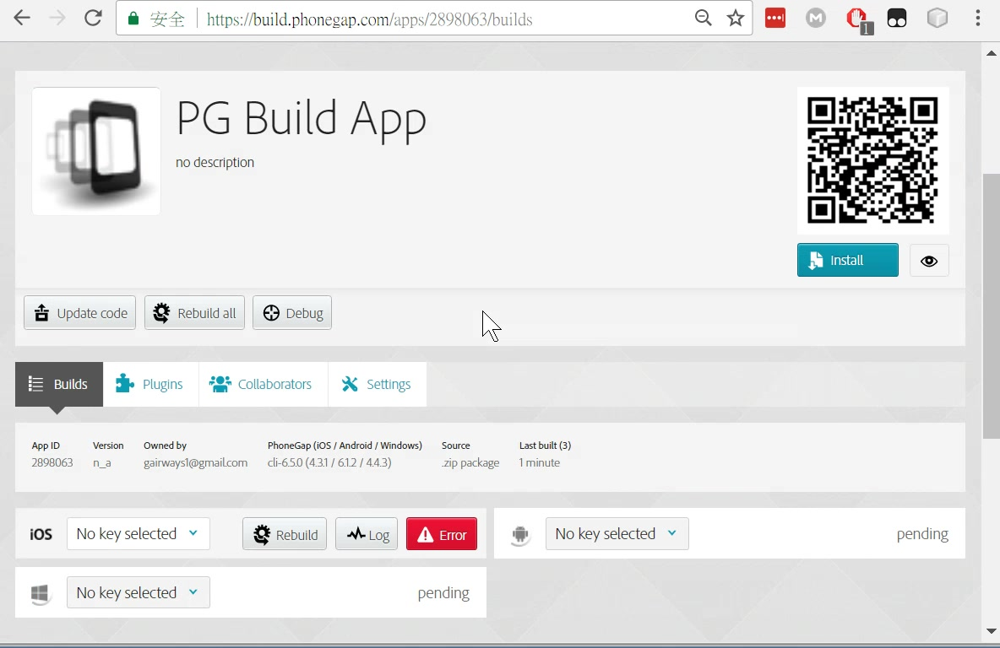 安全 https://build.phonegap.com/apps/2898063/builds
M
1
PG Build App
no description
Install
Update code
Rebuild all
Debug
Builds
Plugins
Collaborators
Settings
App ID Version Owned by PhoneGap (iOS / Android / Windows) Source Last built (3)
2898063 n_a gairways1@gmail.com cli-6.5.0 (4.3.1 / 6.1.2 / 4.4.3) .zip package 1 minute
iOS No key selected Rebuild Log Error
No key selected pending
No key selected pending